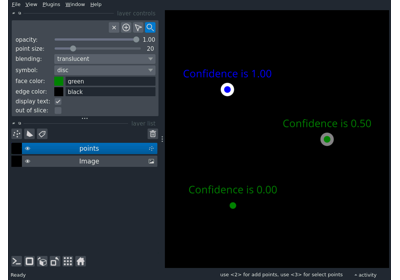 File View Plugins Window Help
layer controls
opacity: 1.00
point size: 20
blending: translucent
symbol: disc
face color: green
edge color: black
display text:
out of slice:
layer list
points
Image
Ready
Confidence is 1.00
Confidence is 0.50
Confidence is 0.00
use <2> for add points, use <3> for select points
activity